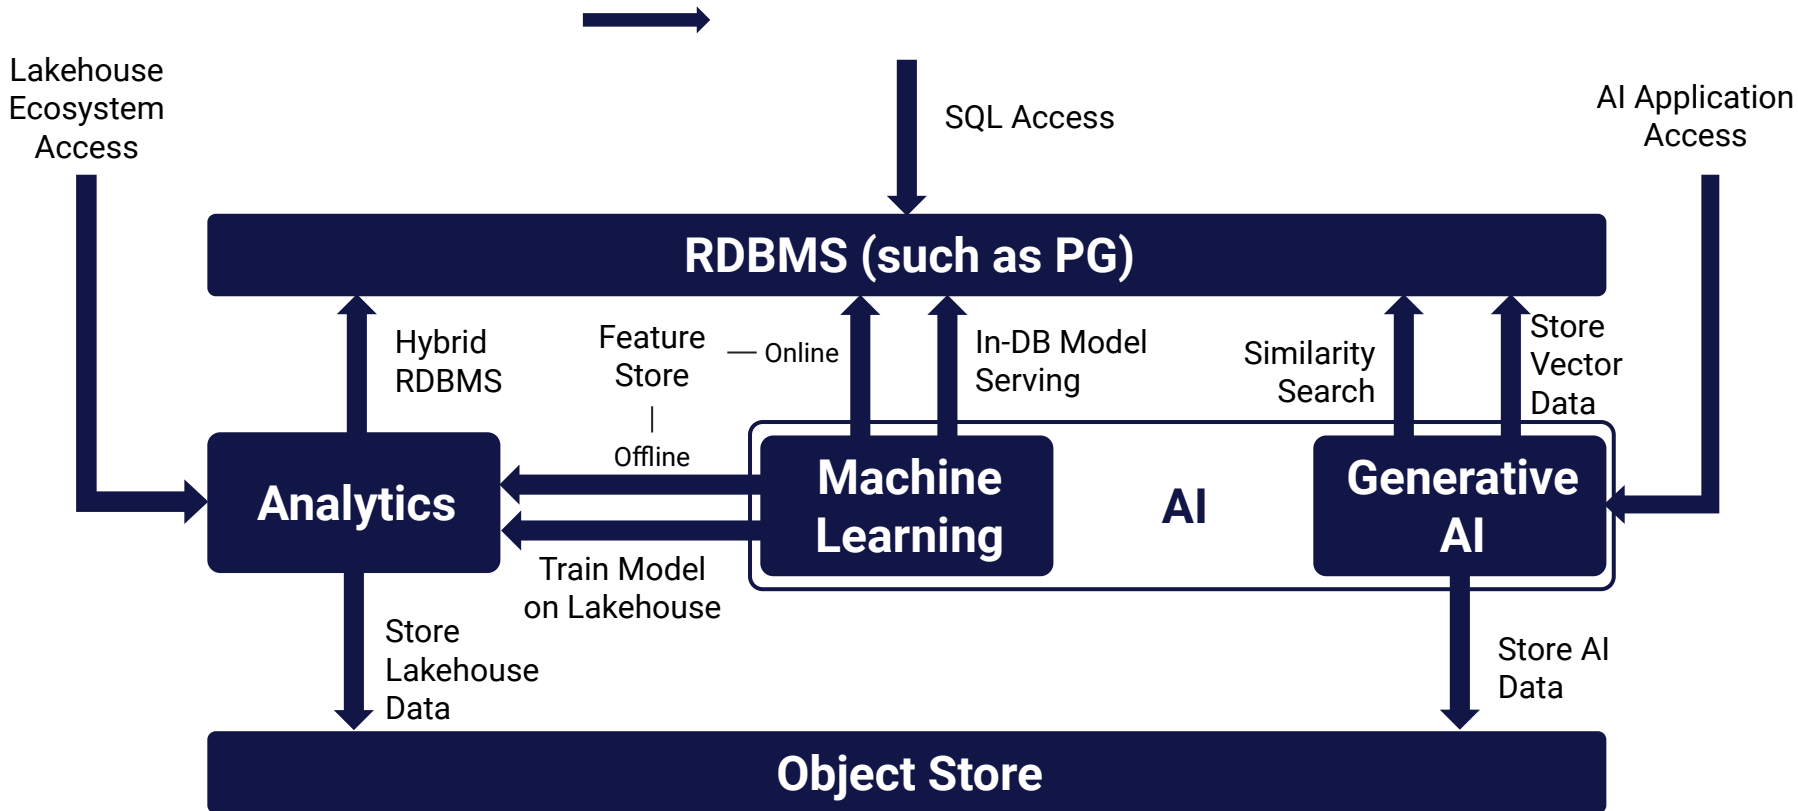 Lakehouse
Ecosystem
Access
SQL Access
AI Application
Access
RDBMS (such as PG)
Hybrid
RDBMS
Feature
Store
Online
Offline
In-DB Model
Serving
Similarity
Search
Store
Vector
Data
Analytics
Machine
Learning
AI
Generative
AI
Train Model
on Lakehouse
Store
Lakehouse
Data
Store AI
Data
Object Store